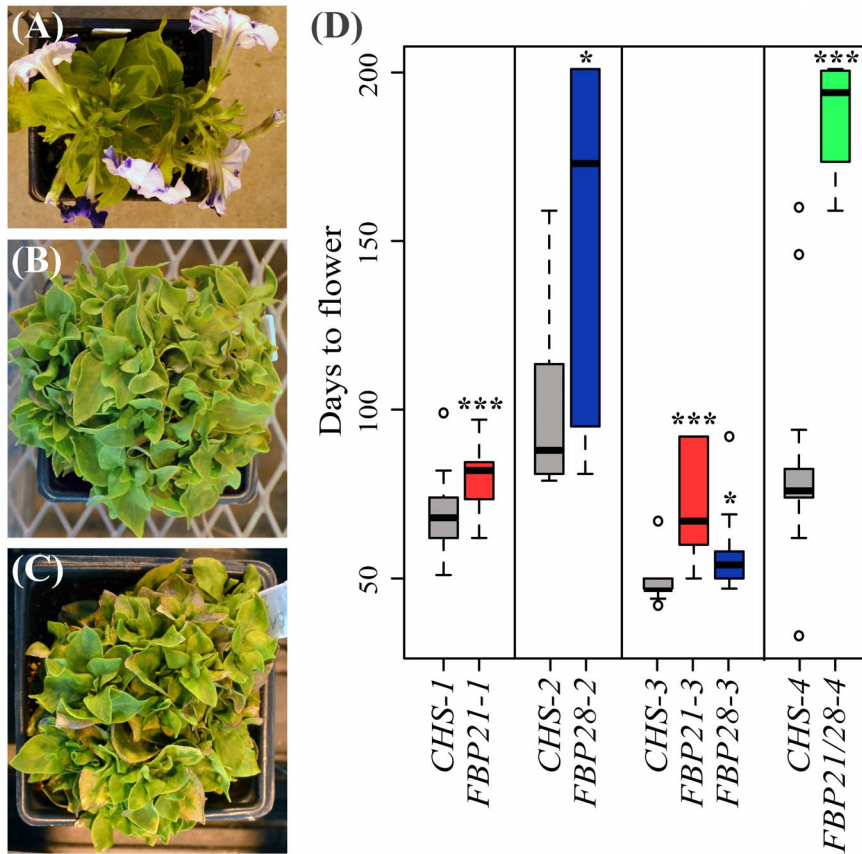 (A)
(B)
(C)
(D)
Days to flower
200
150
100
50
***
*
***
*
***
CHS-1
FBP21-1
CHS-2
FBP28-2
CHS-3
FBP21-3
FBP28-3
CHS-4
FBP21/28-4